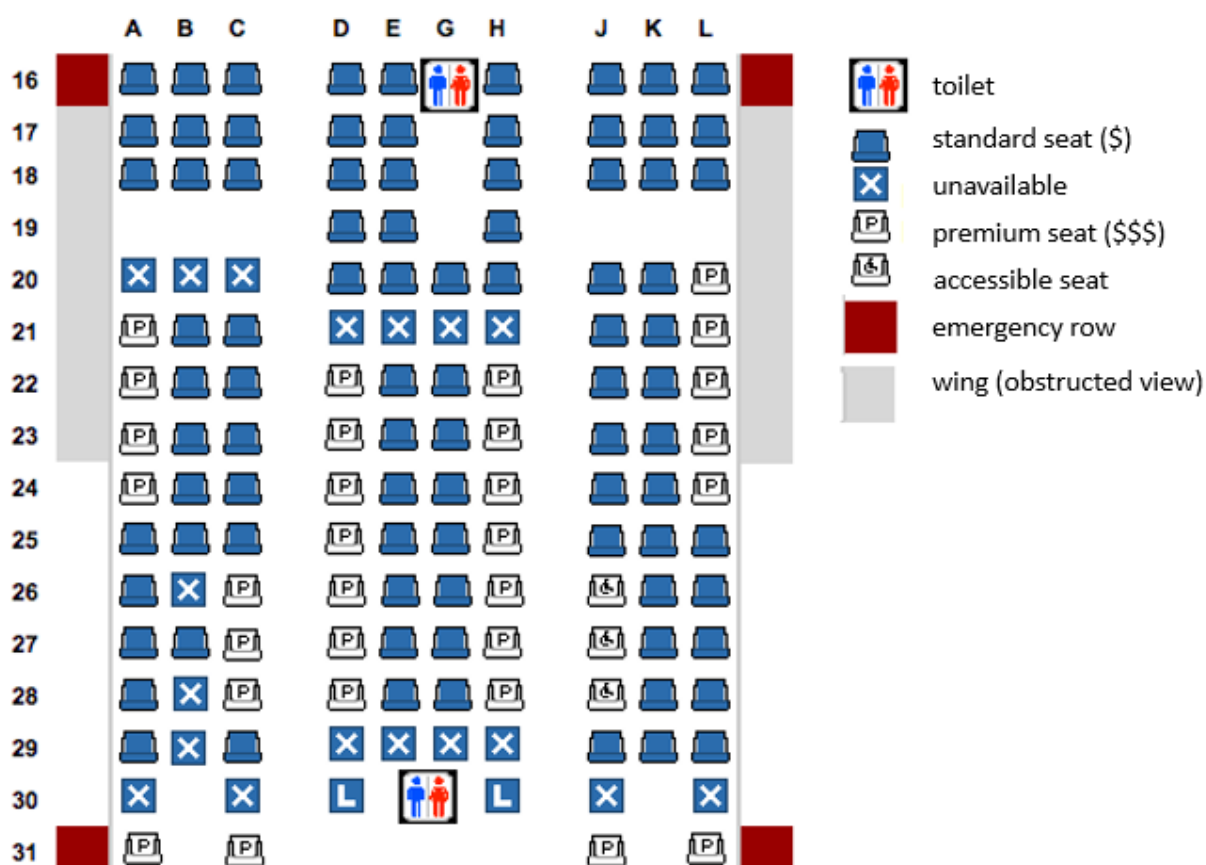 A B C D E G H J K L
16
toilet
17
standard seat ($)
18
unavailable
19
premium seat ($$$)
20 P
accessible seat
21 P P
emergency row
22 P P P P
wing (obstructed view)
23 P P P P
24 P P P P
25 P P
26 P P P
27 P P P
28 P P P
29
30 L L
31 P P P P